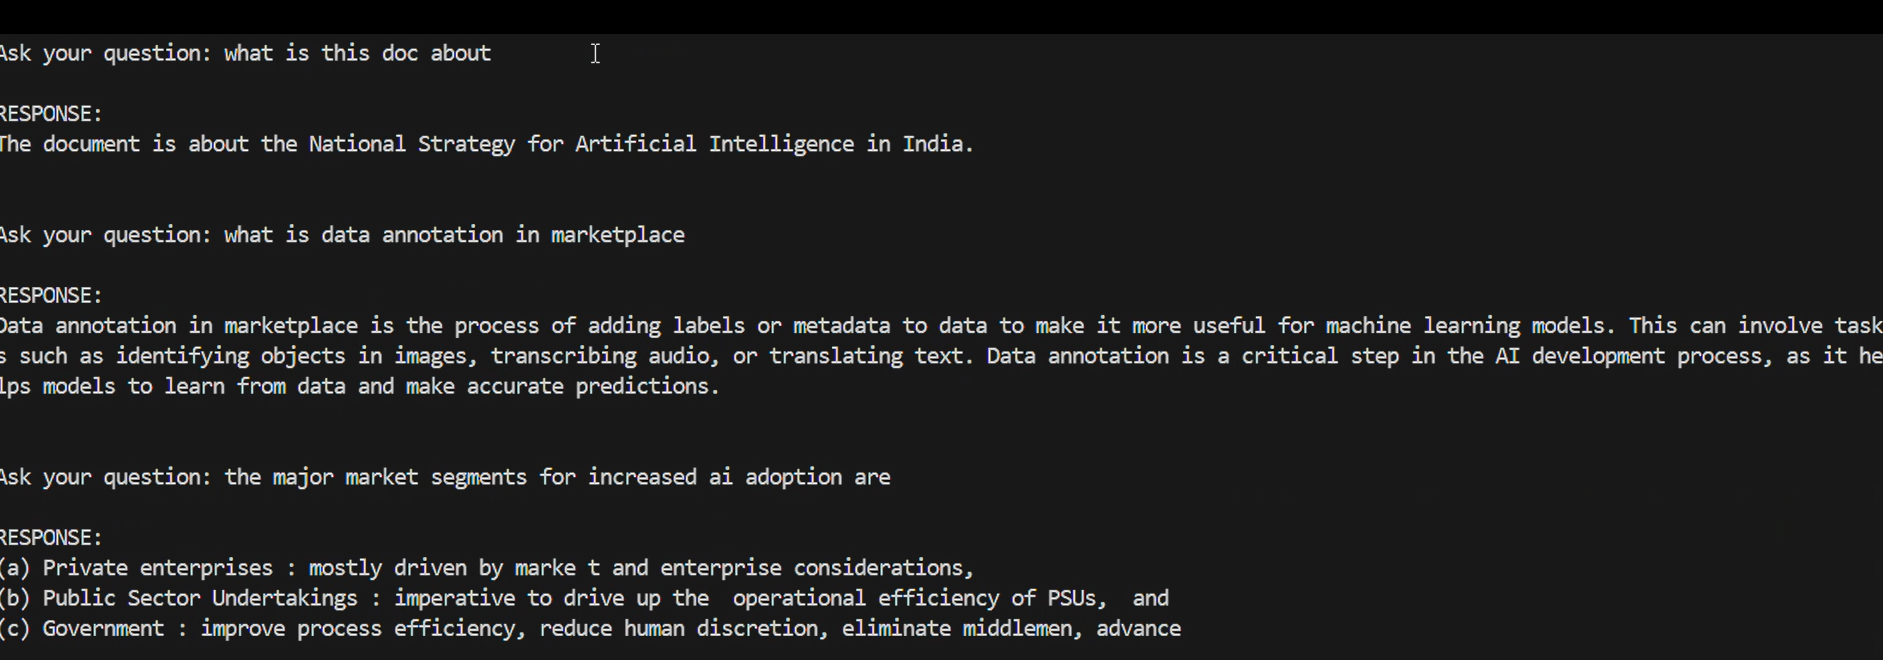 Ask your question: what is this doc about
RESPONSE:
The document is about the National Strategy for Artificial Intelligence in India.
Ask your question: what is data annotation in marketplace
RESPONSE:
Data annotation in marketplace is the process of adding labels or metadata to data to make it more useful for machine learning models. This can involve task
s such as identifying objects in images, transcribing audio, or translating text. Data annotation is a critical step in the AI development process, as it he
lps models to learn from data and make accurate predictions.
Ask your question: the major market segments for increased ai adoption are
RESPONSE:
(a) Private enterprises : mostly driven by marke t and enterprise considerations,
(b) Public Sector Undertakings : imperative to drive up the  operational efficiency of PSUs,  and
(c) Government : improve process efficiency, reduce human discretion, eliminate middlemen, advance